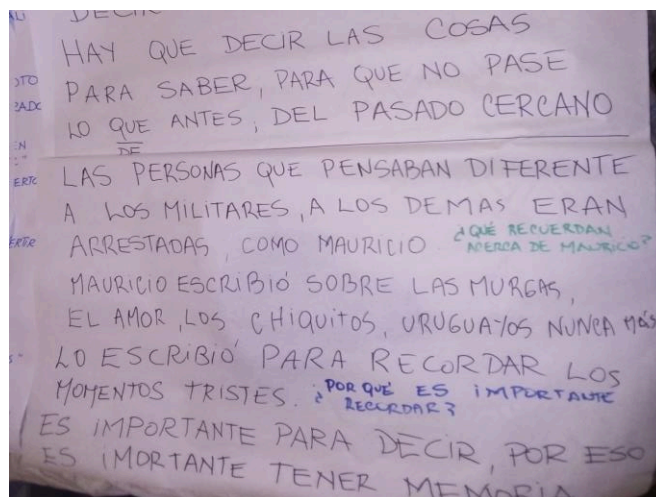 DECIR
HAY QUE DECIR LAS COSAS
PARA SABER, PARA QUE NO PASE
LO QUE ANTES, DEL PASADO CERCANO
DE
LAS PERSONAS QUE PENSABAN DIFERENTE
A LOS MILITARES, A LOS DEMAS ERAN
ARRESTADAS, COMO MAURICIO. ¿QUÉ RECUERDAN
ACERCA DE MAURICIO?
MAURICIO ESCRIBIÓ SOBRE LAS MURGAS,
EL AMOR, LOS CHIQUITOS, URUGUAYOS NUNCA MÁS
LO ESCRIBIÓ PARA RECORDAR LOS
MOMENTOS TRISTES. ¿POR QUÉ ES IMPORTANTE
RECORDAR?
ES IMPORTANTE PARA DECIR, POR ESO
ES IMORTANTE TENER MEMORIA